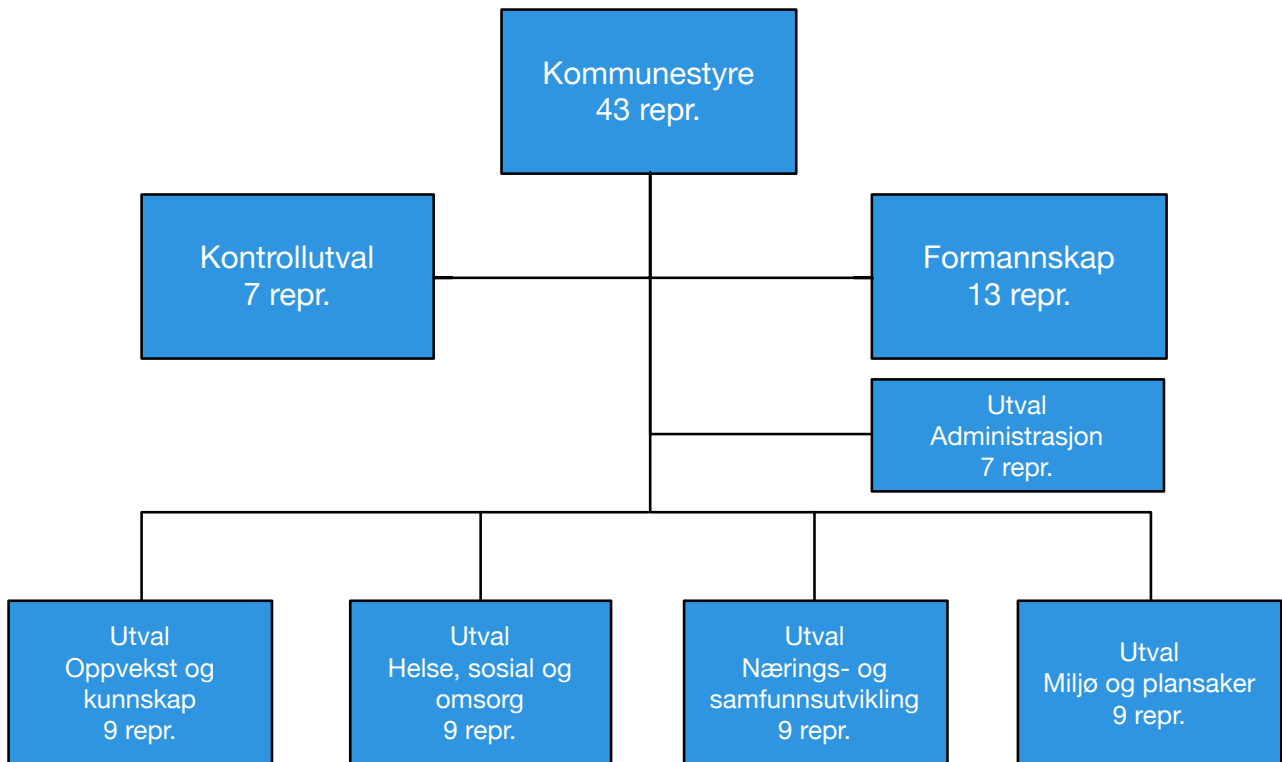 Kommunestyre
43 repr.
Kontrollutval
7 repr.
Formannskap
13 repr.
Utval
Administrasjon
7 repr.
Utval
Oppvekst og
kunnskap
9 repr.
Utval
Helse, sosial og
omsorg
9 repr.
Utval
Nærings- og
samfunnsutvikling
9 repr.
Utval
Miljø og plansaker
9 repr.